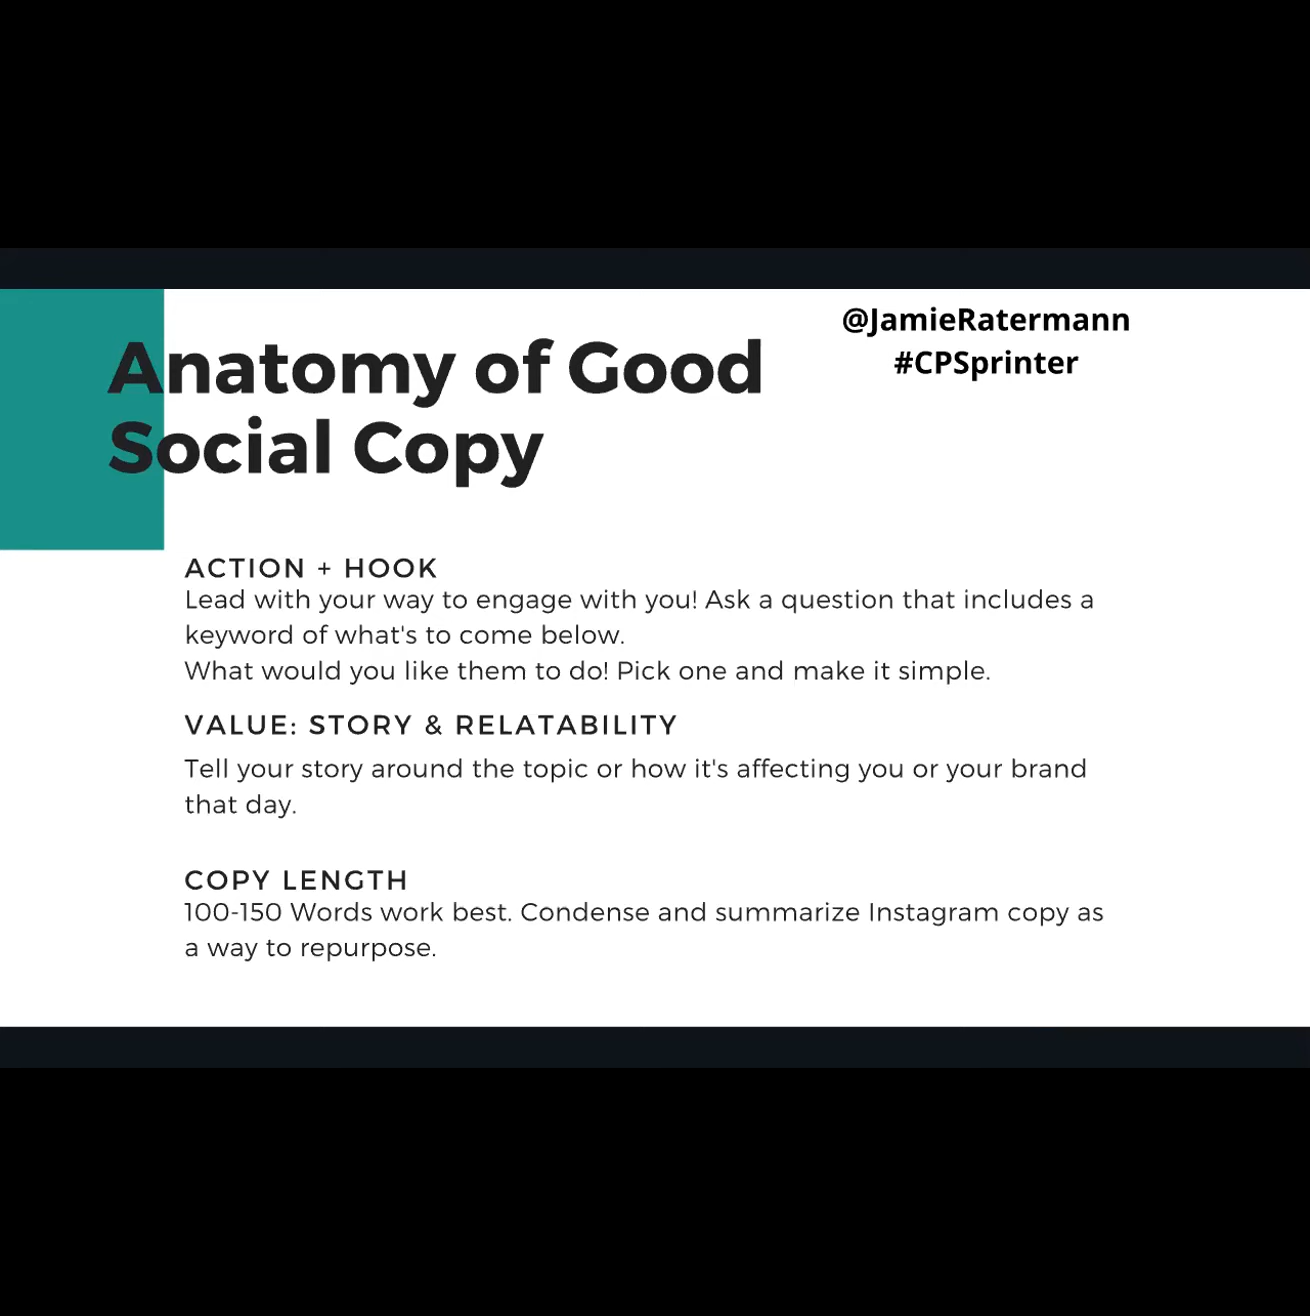 @JamieRatermann
#CPSprinter
Anatomy of Good
Social Copy
ACTION + HOOK
Lead with your way to engage with you! Ask a question that includes a
keyword of what's to come below.
What would you like them to do! Pick one and make it simple.
VALUE: STORY & RELATABILITY
Tell your story around the topic or how it's affecting you or your brand
that day.
COPY LENGTH
100-150 Words work best. Condense and summarize Instagram copy as
a way to repurpose.